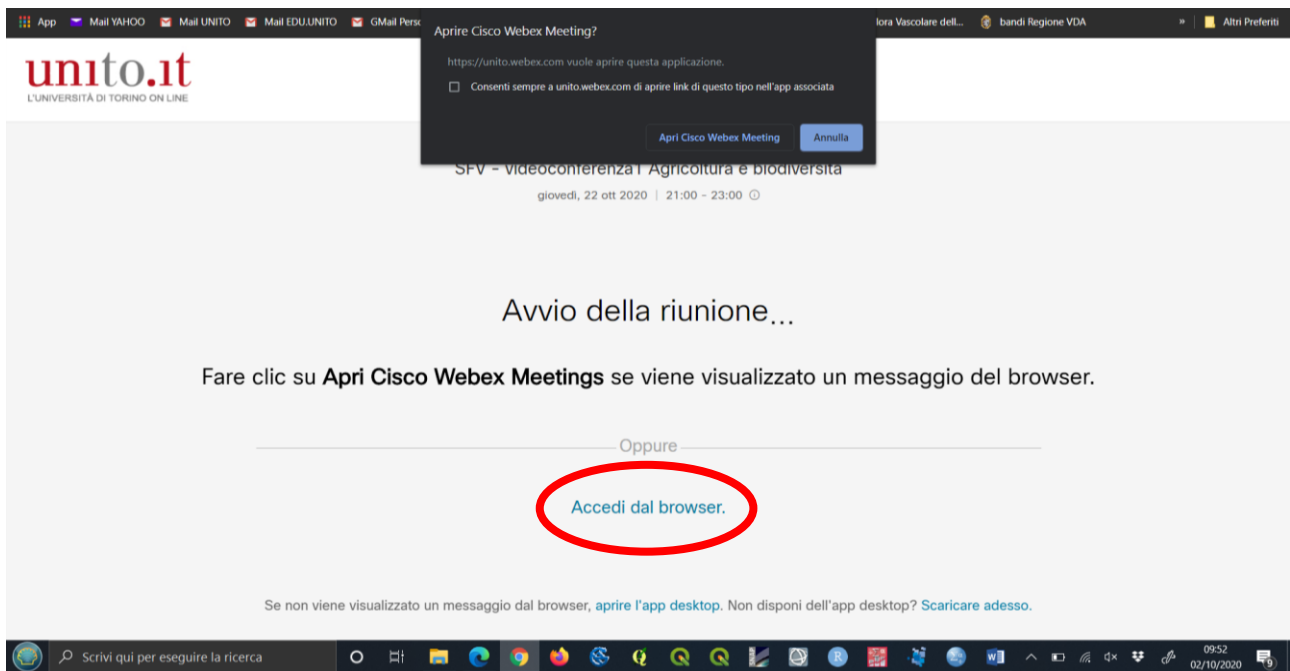 App Mail YAHOO Mail UNITO Mail EDU.UNITO GMail Perso
lora Vascolare dell... bandi Regione VDA » Altri Preferiti
Aprire Cisco Webex Meeting?
https://unito.webex.com vuole aprire questa applicazione.
Consenti sempre a unito.webex.com di aprire link di questo tipo nell'app associata
Apri Cisco Webex Meeting Annulla
unito.it
L'UNIVERSITÀ DI TORINO ON LINE
SFV - videoconferenza1 Agricoltura e biodiversità
giovedì, 22 ott 2020 | 21:00 - 23:00
Avvio della riunione...
Fare clic su Apri Cisco Webex Meetings se viene visualizzato un messaggio del browser.
Oppure
Accedi dal browser.
Se non viene visualizzato un messaggio dal browser, aprire l'app desktop. Non disponi dell'app desktop? Scaricare adesso.
Scrivi qui per eseguire la ricerca
09:52
02/10/2020